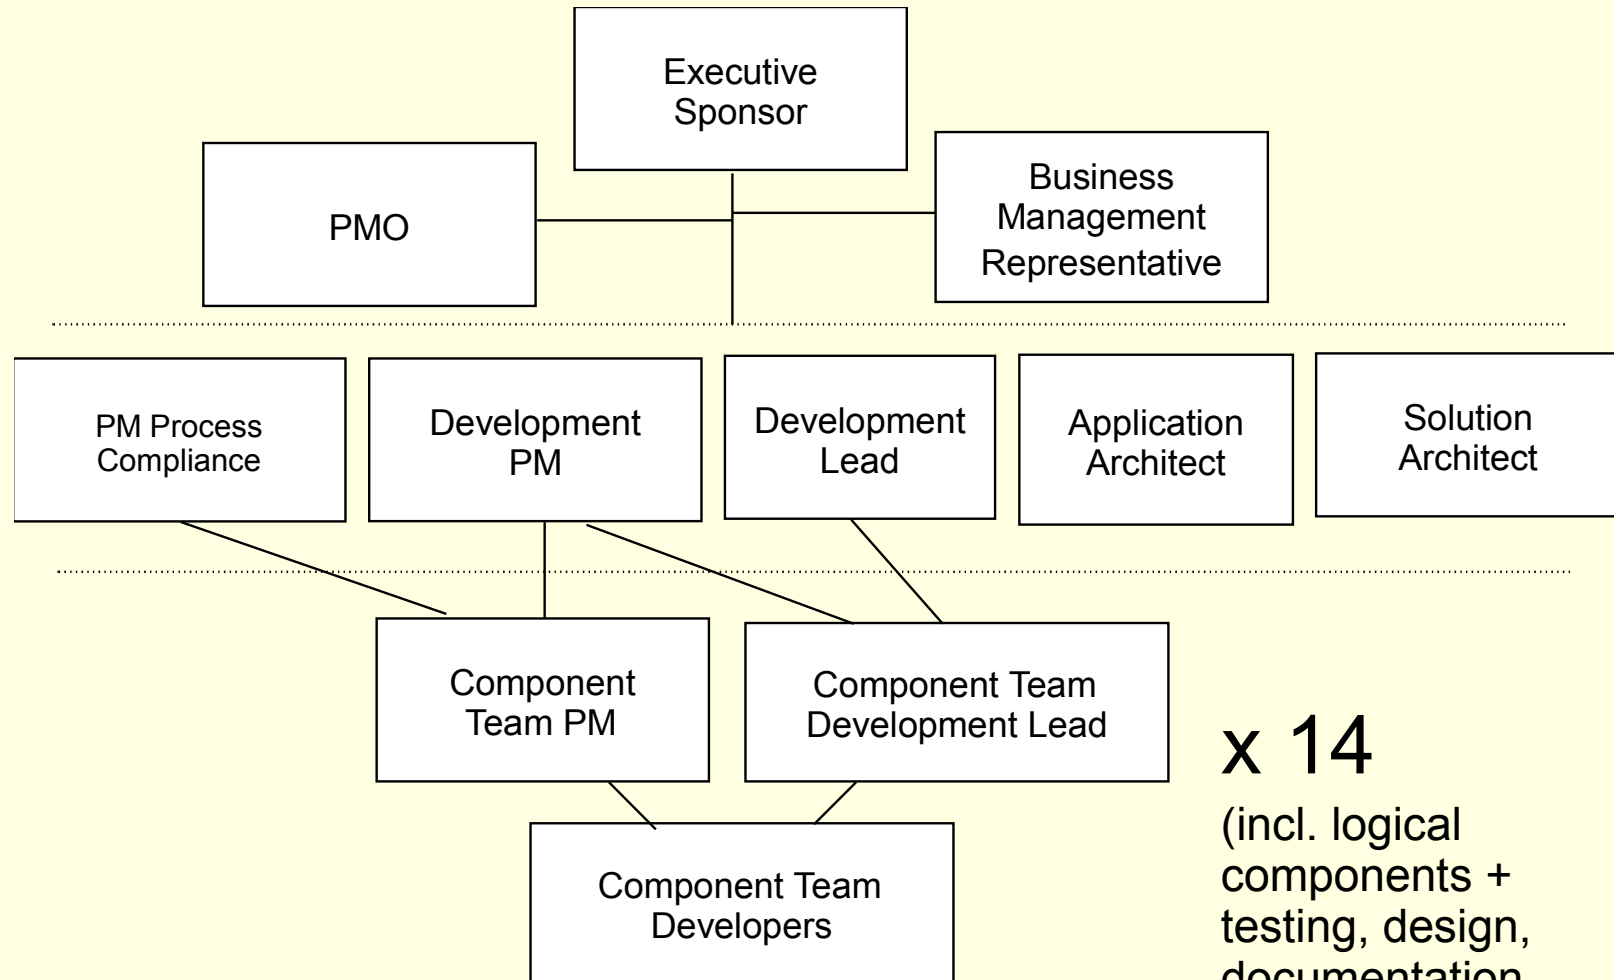 Executive
Sponsor
PMO
Business
Management
Representative
PM Process
Compliance
Development
PM
Development
Lead
Application
Architect
Solution
Architect
Component
Team PM
Component Team
Development Lead
x 14
(incl. logical
components +
testing, design,
documentation
Component Team
Developers